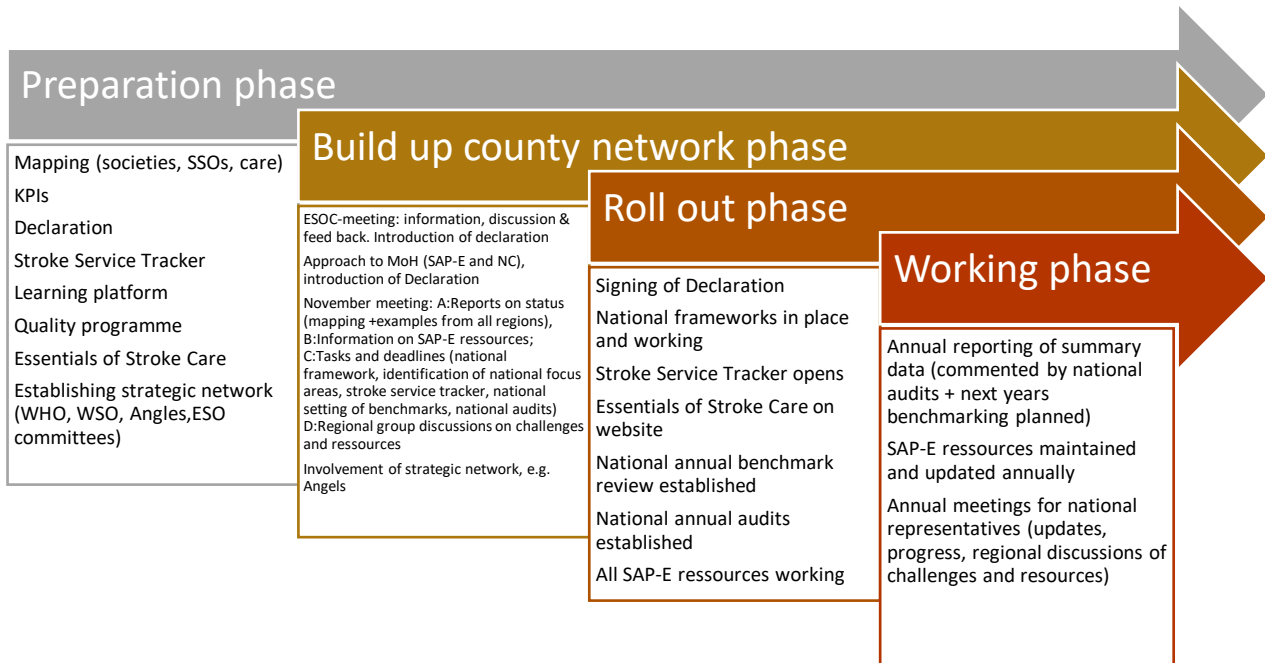 Preparation phase
Mapping (societies, SSOs, care)
KPIs
Declaration
Stroke Service Tracker
Learning platform
Quality programme
Essentials of Stroke Care
Establishing strategic network
(WHO, WSO, Angles,ESO
committees)
Build up county network phase
ESOC-meeting: information, discussion &
feed back. Introduction of declaration
Approach to MoH (SAP-E and NC),
introduction of Declaration
November meeting: A:Reports on status
(mapping +examples from all regions),
B:Information on SAP-E ressources;
C:Tasks and deadlines (national
framework, identification of national focus
areas, stroke service tracker, national
setting of benchmarks, national audits)
D:Regional group discussions on challenges
and ressources
Involvement of strategic network, e.g.
Angels
Roll out phase
Signing of Declaration
National frameworks in place
and working
Stroke Service Tracker opens
Essentials of Stroke Care on
website
National annual benchmark
review established
National annual audits
established
All SAP-E ressources working
Working phase
Annual reporting of summary
data (commented by national
audits + next years
benchmarking planned)
SAP-E ressources maintained
and updated annually
Annual meetings for national
representatives (updates,
progress, regional discussions of
challenges and resources)